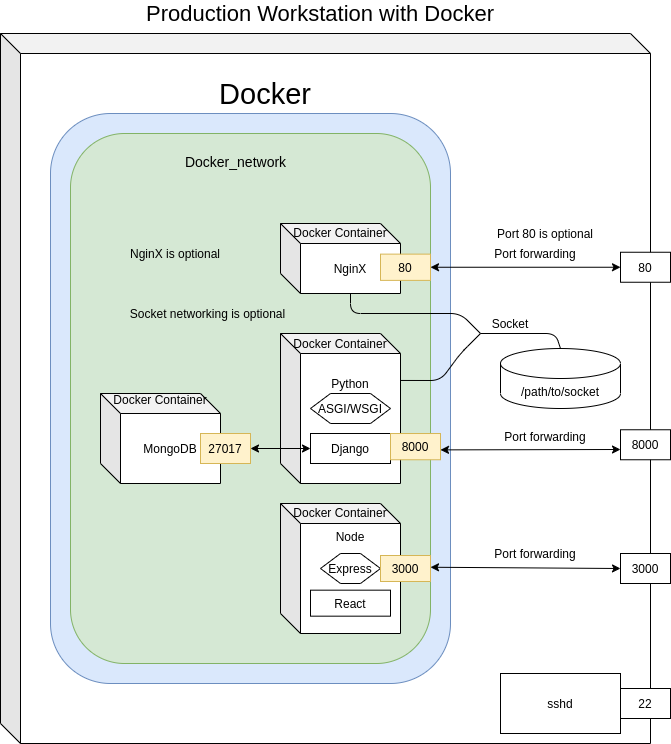 Production Workstation with Docker
Docker
Docker_network
Docker Container
NginX is optional
NginX
80
Port 80 is optional
Port forwarding
80
Socket networking is optional
Socket
/path/to/socket
Docker Container
Python
ASGI/WSGI
Django
8000
Port forwarding
8000
Docker Container
MongoDB
27017
Docker Container
Node
Express
3000
React
Port forwarding
3000
sshd
22